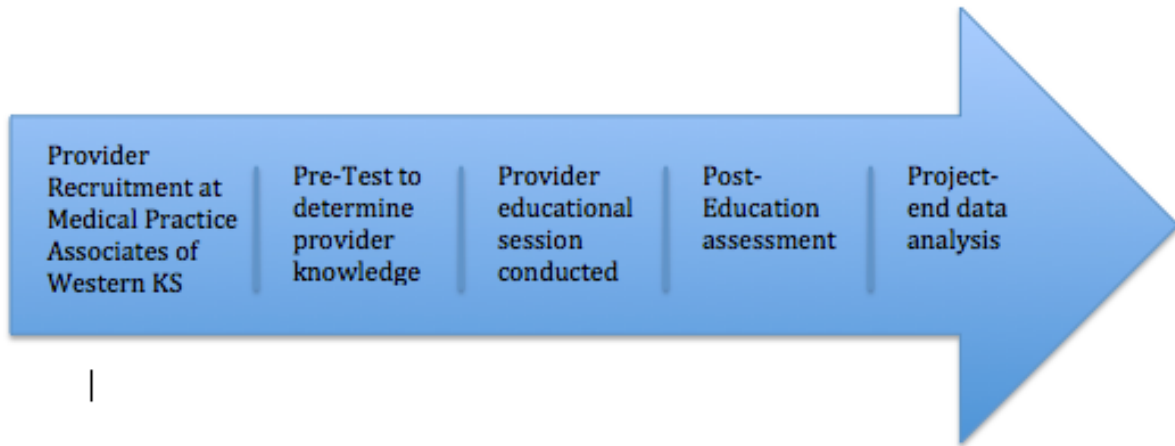 Provider
Recruitment at
Medical Practice
Associates of
Western KS
Pre-Test to
determine
provider
knowledge
Provider
educational
session
conducted
Post-
Education
assessment
Project-
end data
analysis